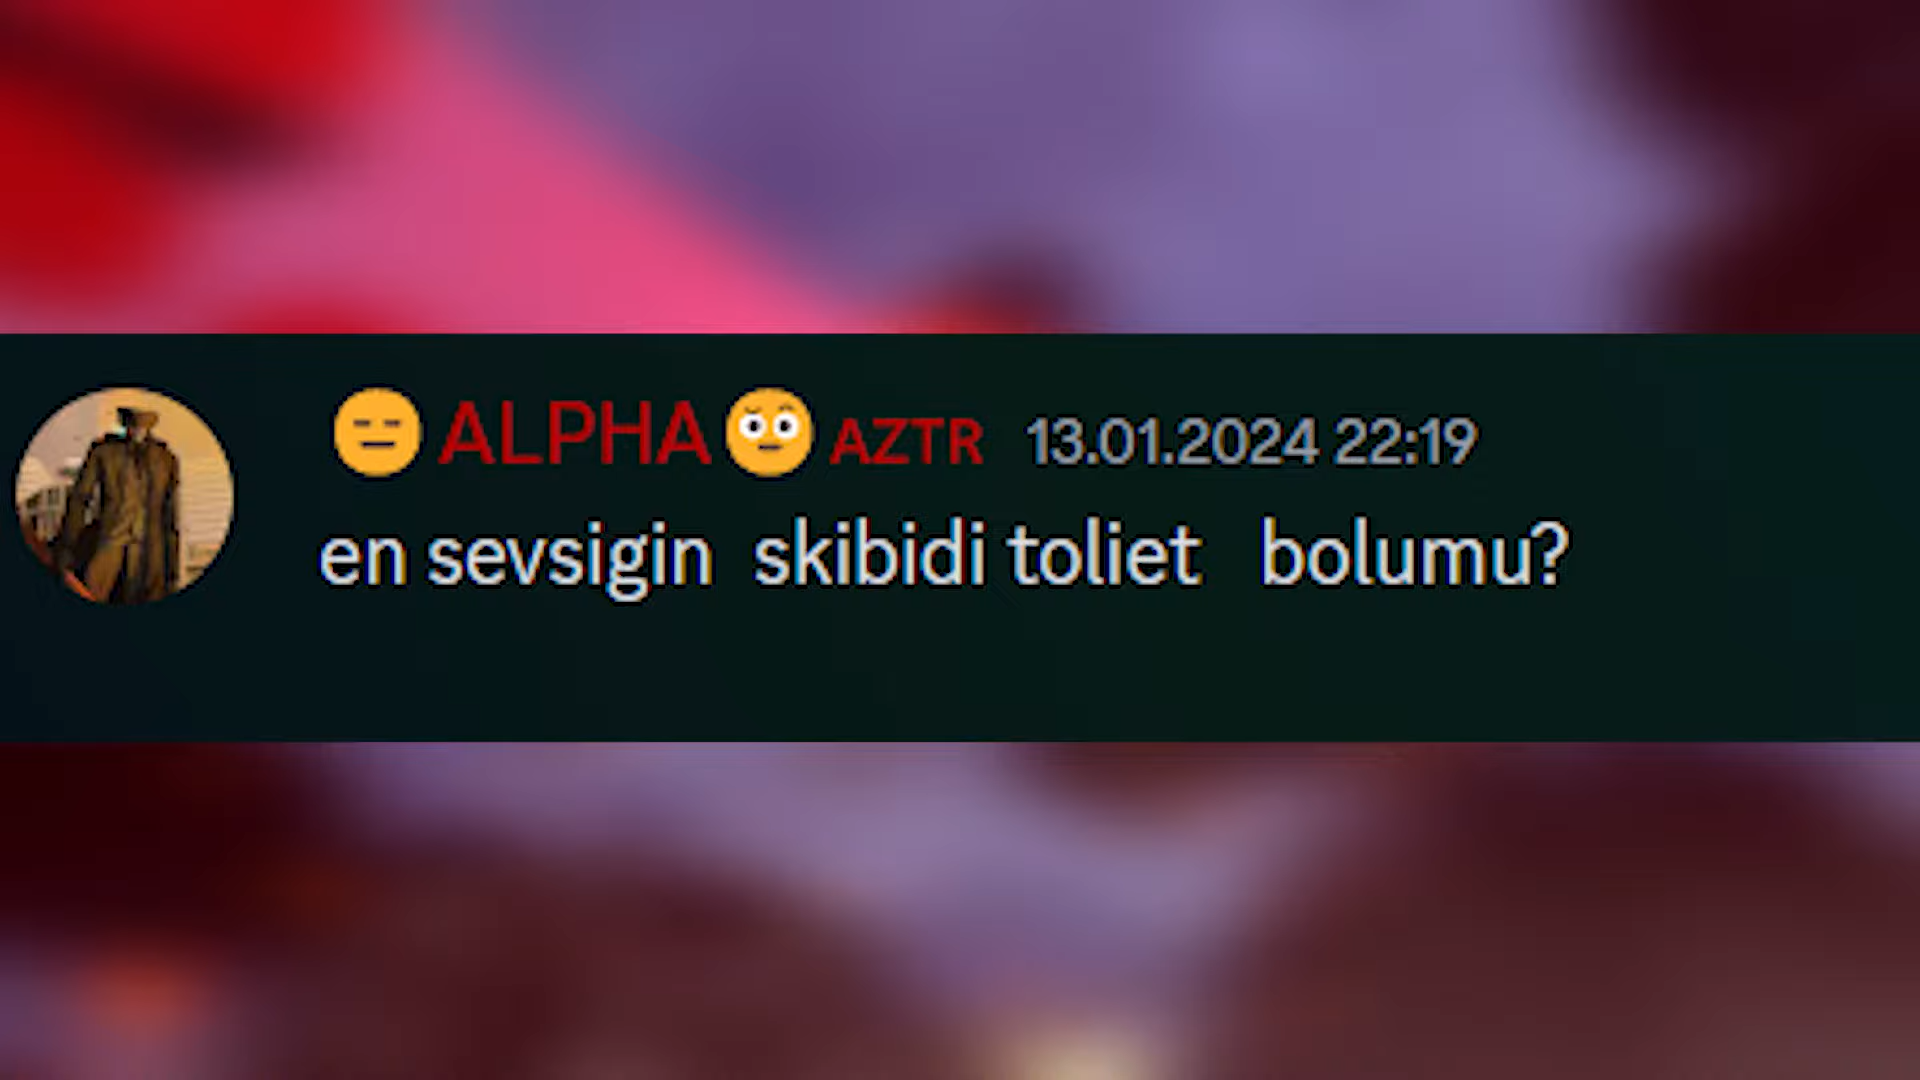 😑ALPHA🤨 AZTR 13.01.2024 22:19
en sevsigin skibidi toliet bolumu?